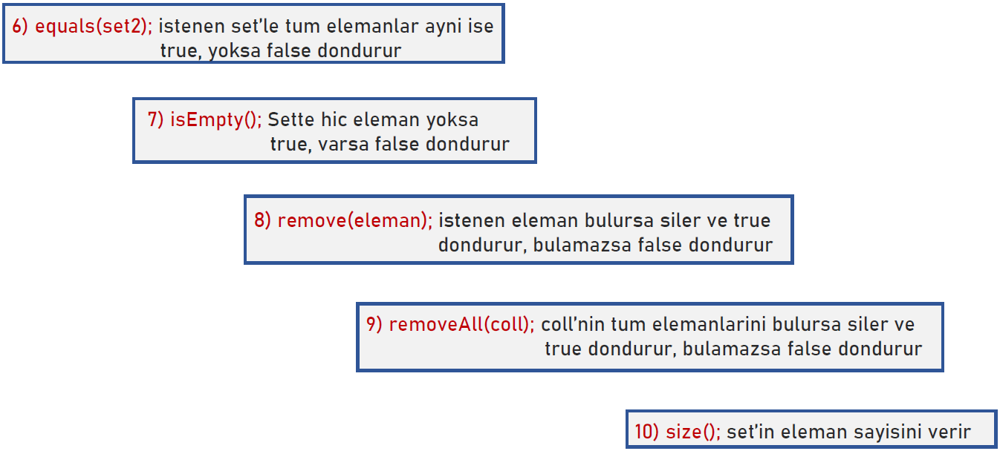 6) equals(set2); istenen set'le tum elemanlar ayni ise
true, yoksa false dondurur
7) isEmpty(); Sette hic eleman yoksa
true, varsa false dondurur
8) remove(eleman); istenen eleman bulursa siler ve true
dondurur, bulamazsa false dondurur
9) removeAll(coll); coll'nin tum elemanlarini bulursa siler ve
true dondurur, bulamazsa false dondurur
10) size(); set'in eleman sayisini verir